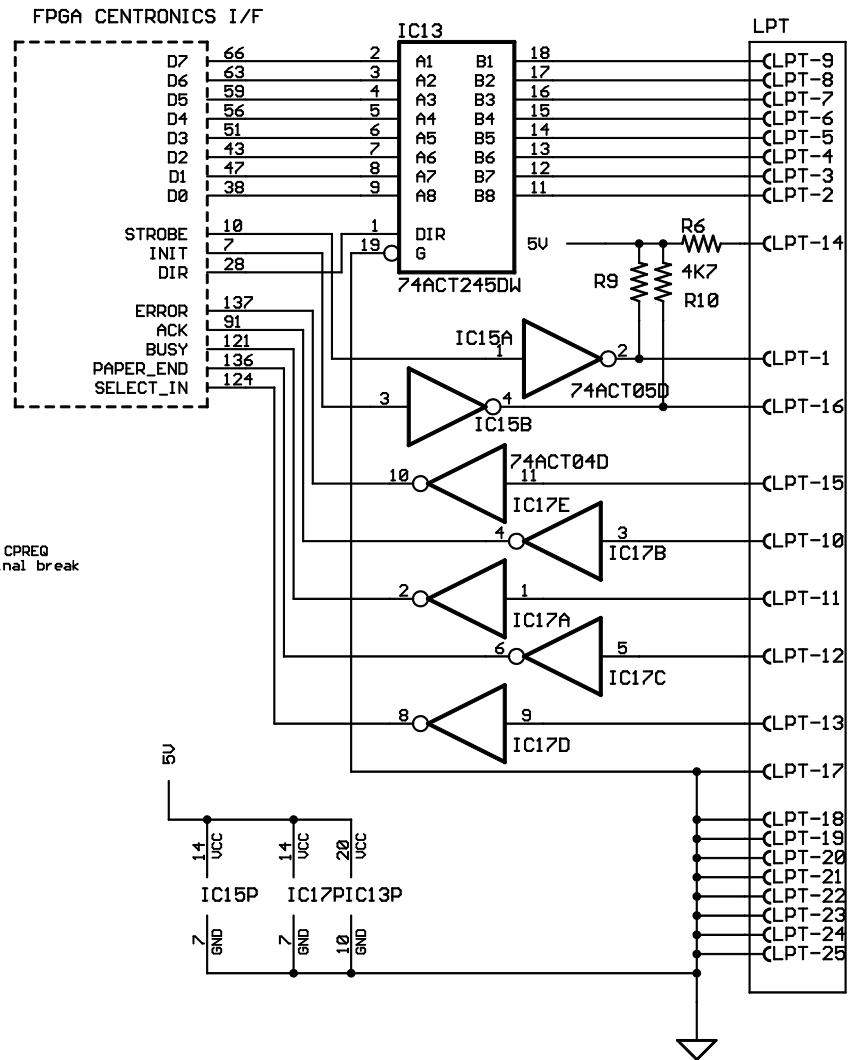 FPGA CENTRONICS I/F
IC13
LPT
D7 66 2 A1 B1 18 LPT-9
D6 63 3 A2 B2 17 LPT-8
D5 59 4 A3 B3 16 LPT-7
D4 56 5 A4 B4 15 LPT-6
D3 51 6 A5 B5 14 LPT-5
D2 43 7 A6 B6 13 LPT-4
D1 47 8 A7 B7 12 LPT-3
D0 38 9 A8 B8 11 LPT-2
STROBE 10 1 DIR
INIT 7 19 G
DIR 28
74ACT245DW
5V R6 LPT-14
R9 4K7
R10
ERROR 137
ACK 91
BUSY 121
PAPER_END 136
SELECT_IN 124
IC15A
1 2 LPT-1
74ACT05D
3 4 LPT-16
IC15B
74ACT04D
10 11 LPT-15
IC17E
4 3 LPT-10
IC17B
CPREQ
nal break
2 1 LPT-11
IC17A
6 5 LPT-12
IC17C
8 9 LPT-13
IC17D
5V
LPT-17
LPT-18
LPT-19
LPT-20
LPT-21
LPT-22
LPT-23
LPT-24
LPT-25
14 VCC 14 VCC 20 VCC
IC15P IC17P IC13P
7 GND 7 GND 10 GND